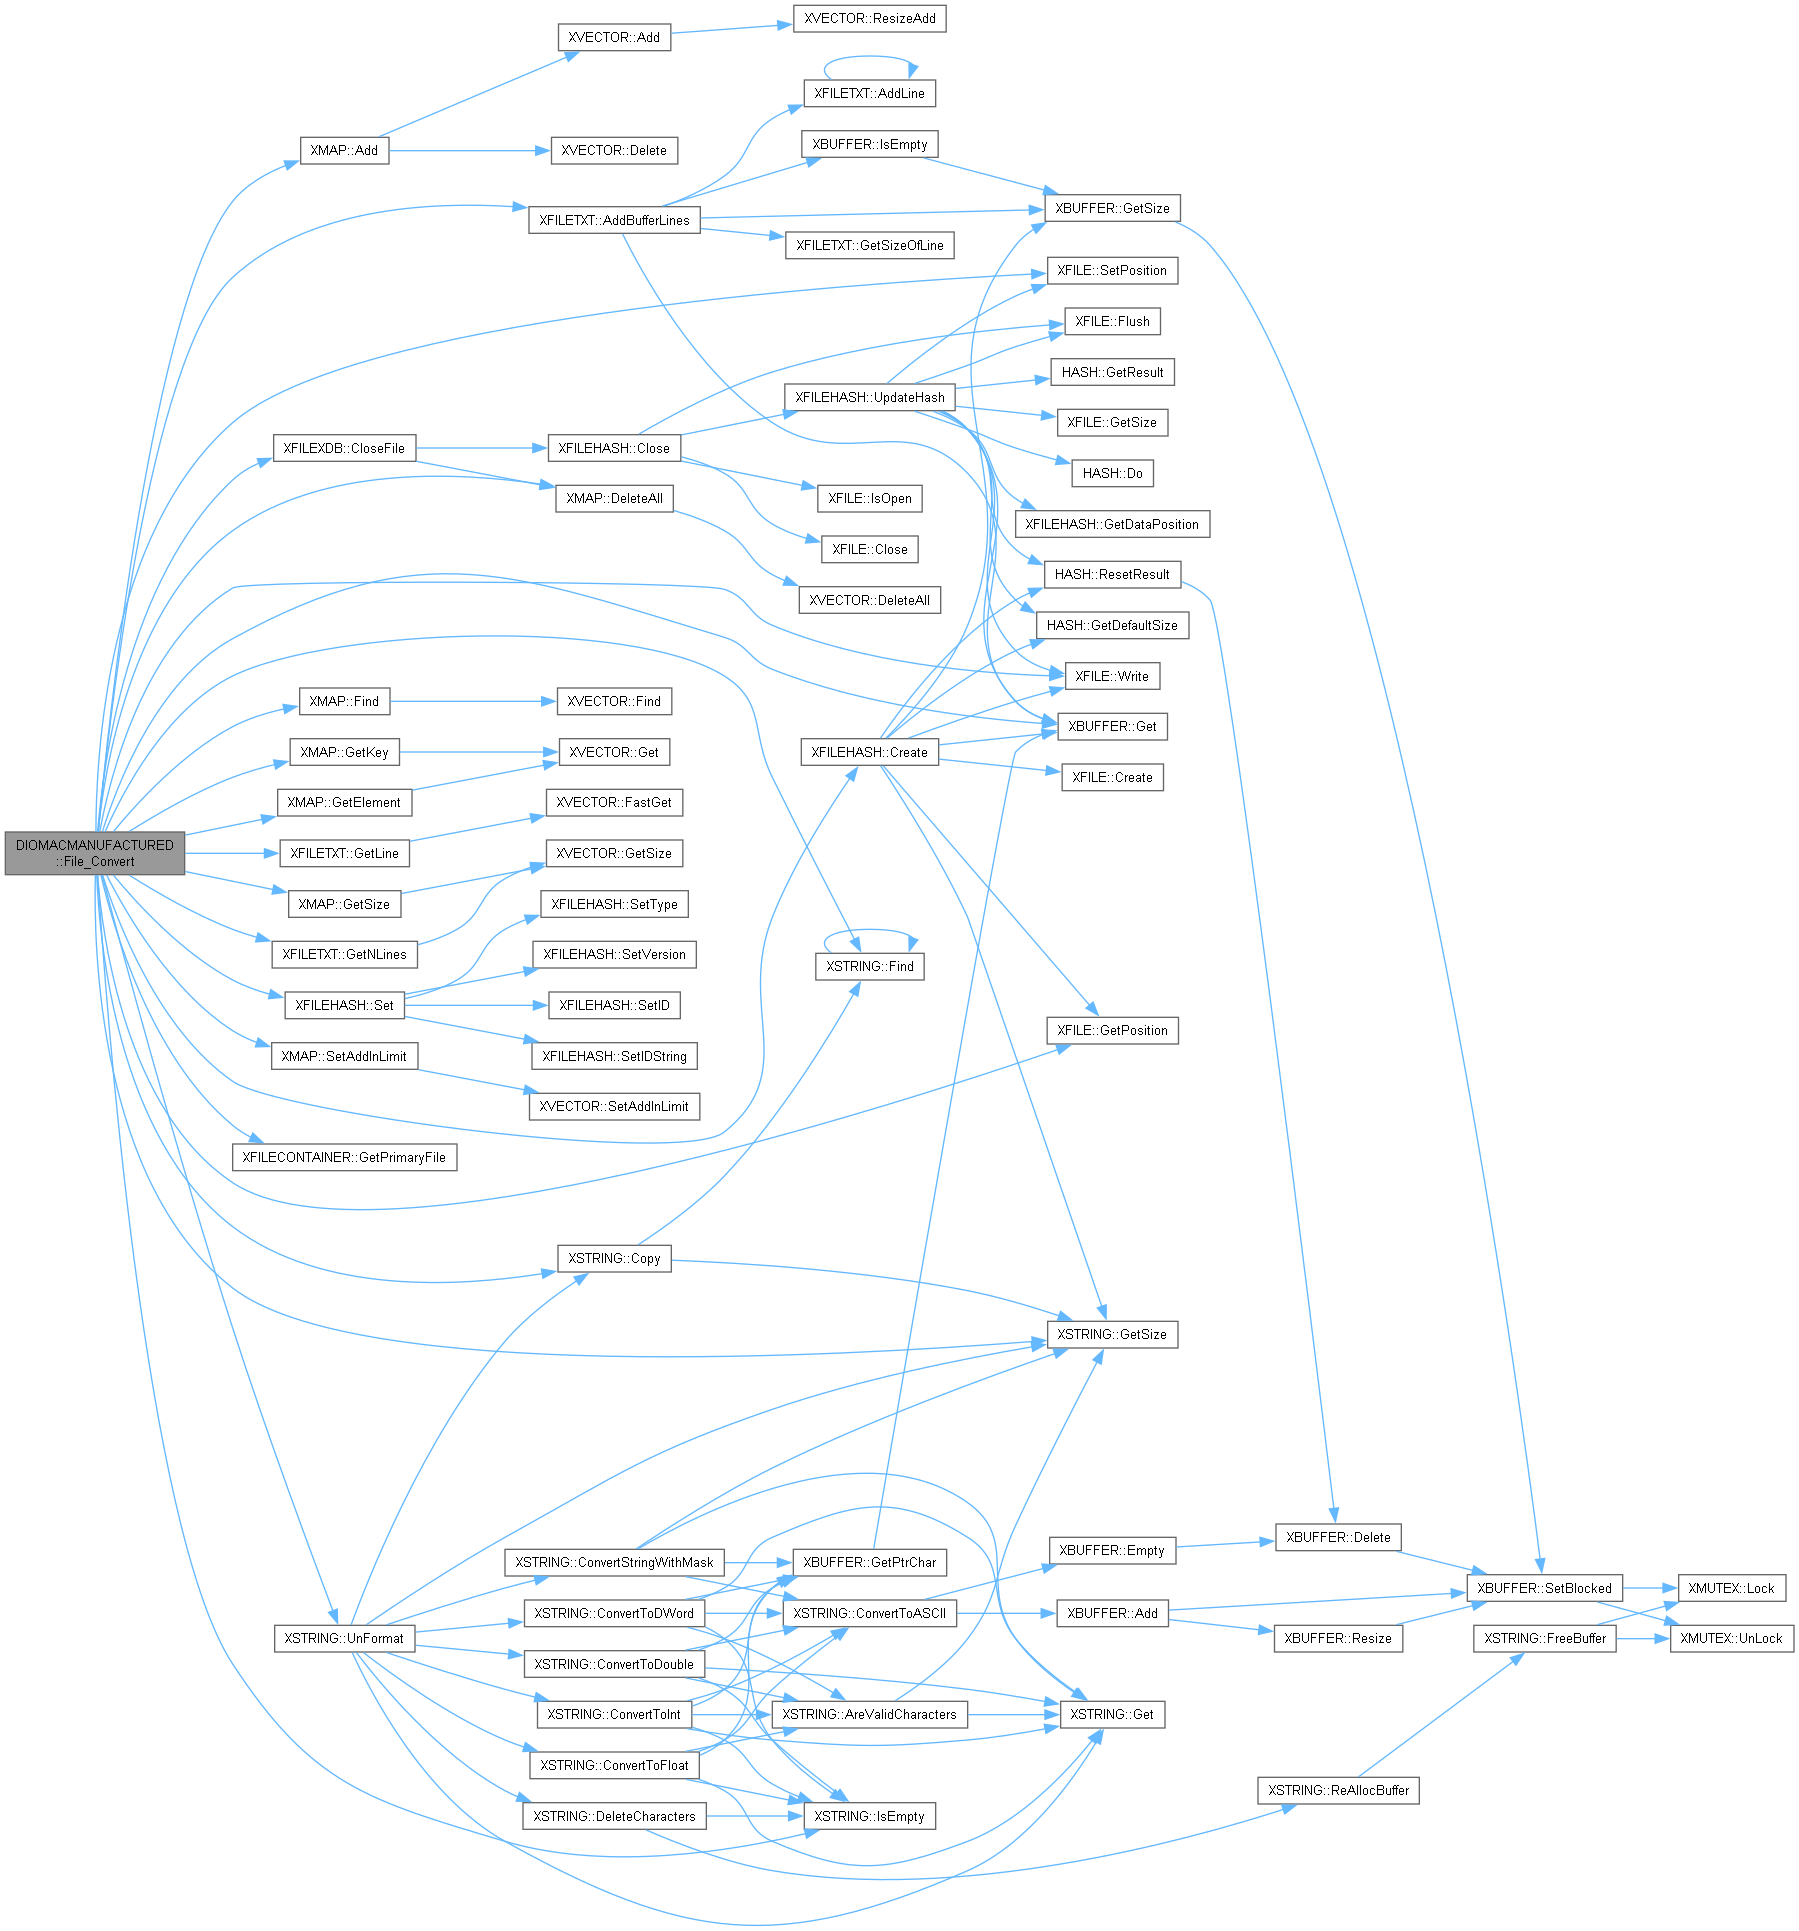 XVECTOR::ResizeAdd
XVECTOR::Add
XFILETXT::AddLine
XMAP::Add
XVECTOR::Delete
XBUFFER::IsEmpty
XFILETXT::AddBufferLines
XBUFFER::GetSize
XFILETXT::GetSizeOfLine
XFILE::SetPosition
XFILE::Flush
HASH::GetResult
XFILEHASH::UpdateHash
XFILE::GetSize
XFILEXDB::CloseFile
XFILEHASH::Close
HASH::Do
XMAP::DeleteAll
XFILE::IsOpen
XFILEHASH::GetDataPosition
XFILE::Close
HASH::ResetResult
XVECTOR::DeleteAll
HASH::GetDefaultSize
XFILE::Write
XMAP::Find
XVECTOR::Find
XBUFFER::Get
XMAP::GetKey
XVECTOR::Get
XFILEHASH::Create
XFILE::Create
XMAP::GetElement
XVECTOR::FastGet
DIOMACMANUFACTURED
::File_Convert
XFILETXT::GetLine
XVECTOR::GetSize
XMAP::GetSize
XFILEHASH::SetType
XFILETXT::GetNLines
XFILEHASH::SetVersion
XSTRING::Find
XFILEHASH::Set
XFILEHASH::SetID
XFILE::GetPosition
XMAP::SetAddInLimit
XFILEHASH::SetIDString
XVECTOR::SetAddInLimit
XFILECONTAINER::GetPrimaryFile
XSTRING::Copy
XSTRING::GetSize
XBUFFER::Delete
XSTRING::ConvertStringWithMask
XBUFFER::GetPtrChar
XBUFFER::Empty
XBUFFER::SetBlocked
XMUTEX::Lock
XSTRING::ConvertToDWord
XSTRING::ConvertToASCII
XBUFFER::Add
XSTRING::UnFormat
XBUFFER::Resize
XSTRING::FreeBuffer
XMUTEX::UnLock
XSTRING::ConvertToDouble
XSTRING::ConvertToInt
XSTRING::AreValidCharacters
XSTRING::Get
XSTRING::ConvertToFloat
XSTRING::ReAllocBuffer
XSTRING::DeleteCharacters
XSTRING::IsEmpty